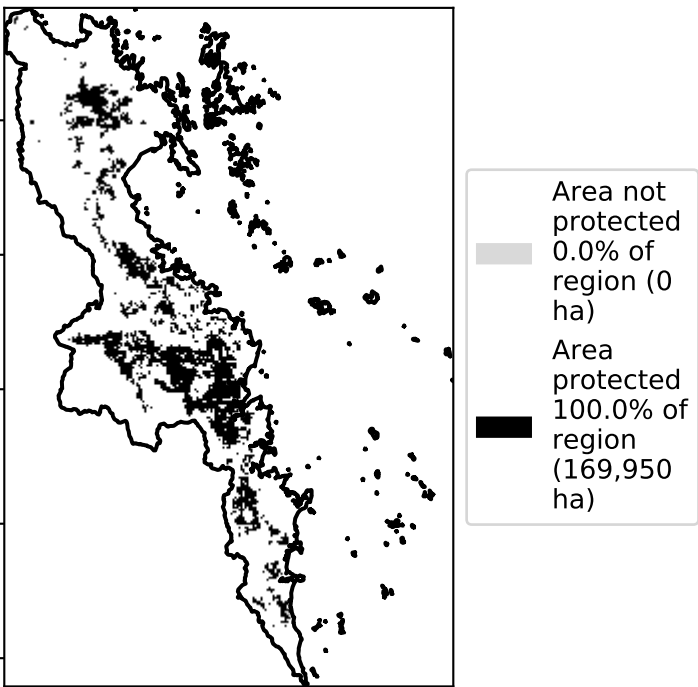 Area not
protected
0.0% of
region (0
ha)
Area
protected
100.0% of
region
(169,950
ha)